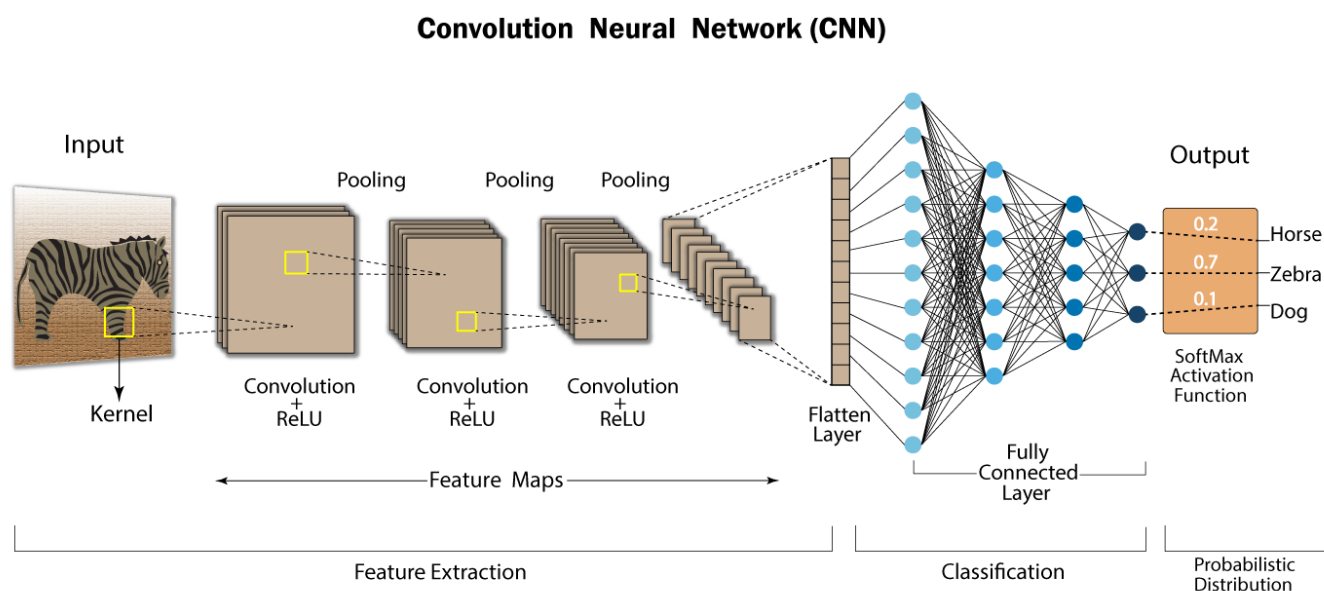 Convolution Neural Network (CNN)
Input
Kernel
Pooling
Pooling
Pooling
Convolution
+
ReLU
Convolution
+
ReLU
Convolution
+
ReLU
Feature Maps
Flatten
Layer
Fully
Connected
Layer
Output
0.2
Horse
0.7
Zebra
0.1
Dog
SoftMax
Activation
Function
Feature Extraction
Classification
Probabilistic
Distribution